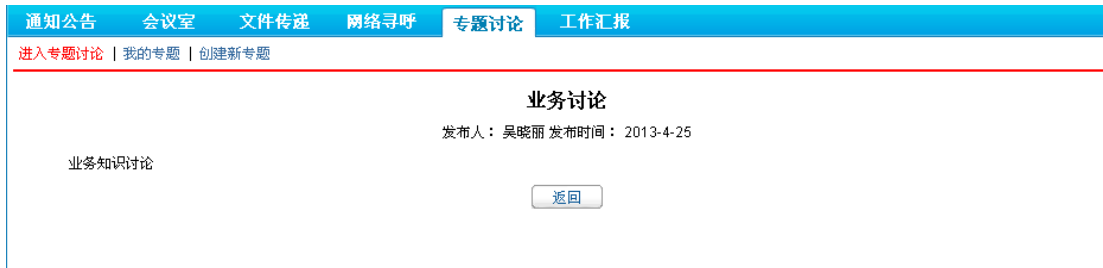 通知公告 会议室 文件传递 网络寻呼 专题讨论 工作汇报
进入专题讨论 | 我的专题 | 创建新专题
业务讨论
发布人： 吴晓丽 发布时间： 2013-4-25
业务知识讨论
返回